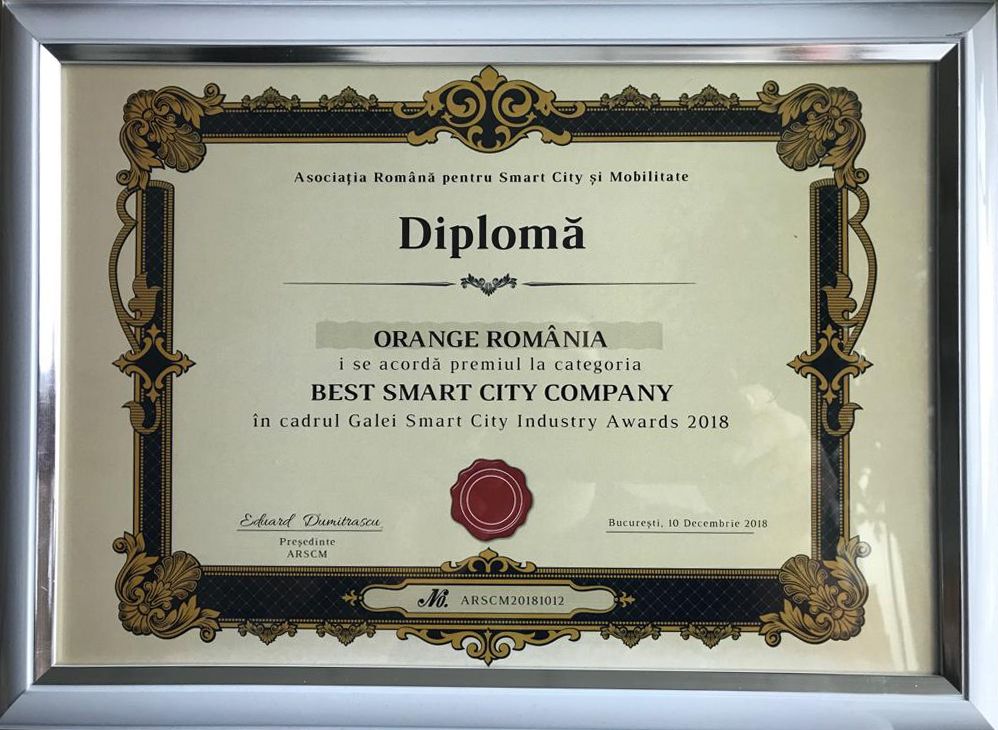 Asociația Română pentru Smart City și Mobilitate
Diplomă
ORANGE ROMÂNIA
i se acordă premiul la categoria
BEST SMART CITY COMPANY
în cadrul Galei Smart City Industry Awards 2018
Eduard Dumitrascu
Președinte
ARSCM
București, 10 Decembrie 2018
No. ARSCM20181012